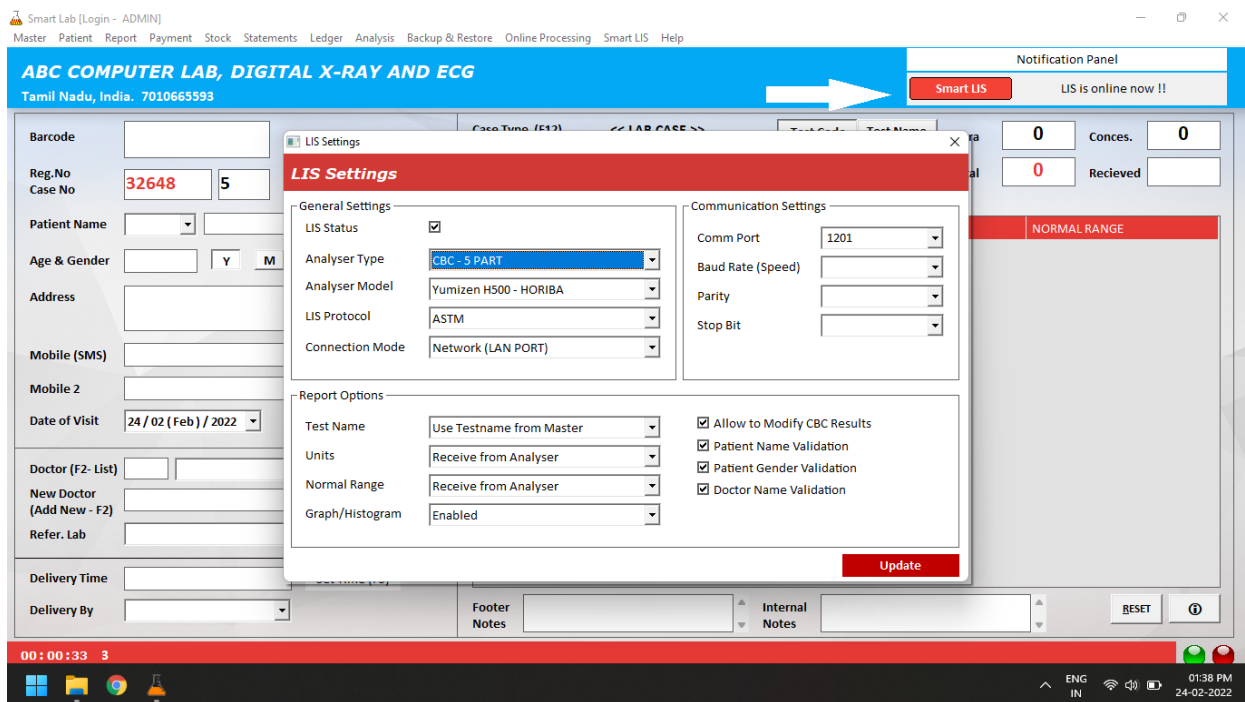 Smart Lab [Login - ADMIN]
Master Patient Report Payment Stock Statements Ledger Analysis Backup & Restore Online Processing Smart LIS Help
ABC COMPUTER LAB, DIGITAL X-RAY AND ECG
Tamil Nadu, India. 7010665593
Notification Panel
Smart LIS
LIS is online now !!
Barcode
Reg.No
Case No
32648
5
Patient Name
Age & Gender
Y
M
Address
Mobile (SMS)
Mobile 2
Date of Visit
24 / 02 ( Feb ) / 2022
Doctor (F2- List)
New Doctor
(Add New - F2)
Refer. Lab
Delivery Time
Delivery By
Case Type (F12)
<< LAB CASE >>
Test Code
Test Name
0
Conces.
0
0
Recieved
NORMAL RANGE
LIS Settings
LIS Settings
General Settings
LIS Status
Analyser Type
CBC - 5 PART
Analyser Model
Yumizen H500 - HORIBA
LIS Protocol
ASTM
Connection Mode
Network (LAN PORT)
Communication Settings
Comm Port
1201
Baud Rate (Speed)
Parity
Stop Bit
Report Options
Test Name
Use Testname from Master
Units
Receive from Analyser
Normal Range
Receive from Analyser
Graph/Histogram
Enabled
Allow to Modify CBC Results
Patient Name Validation
Patient Gender Validation
Doctor Name Validation
Update
Footer
Notes
Internal
Notes
RESET
00:00:33 3
ENG
IN
01:38 PM
24-02-2022